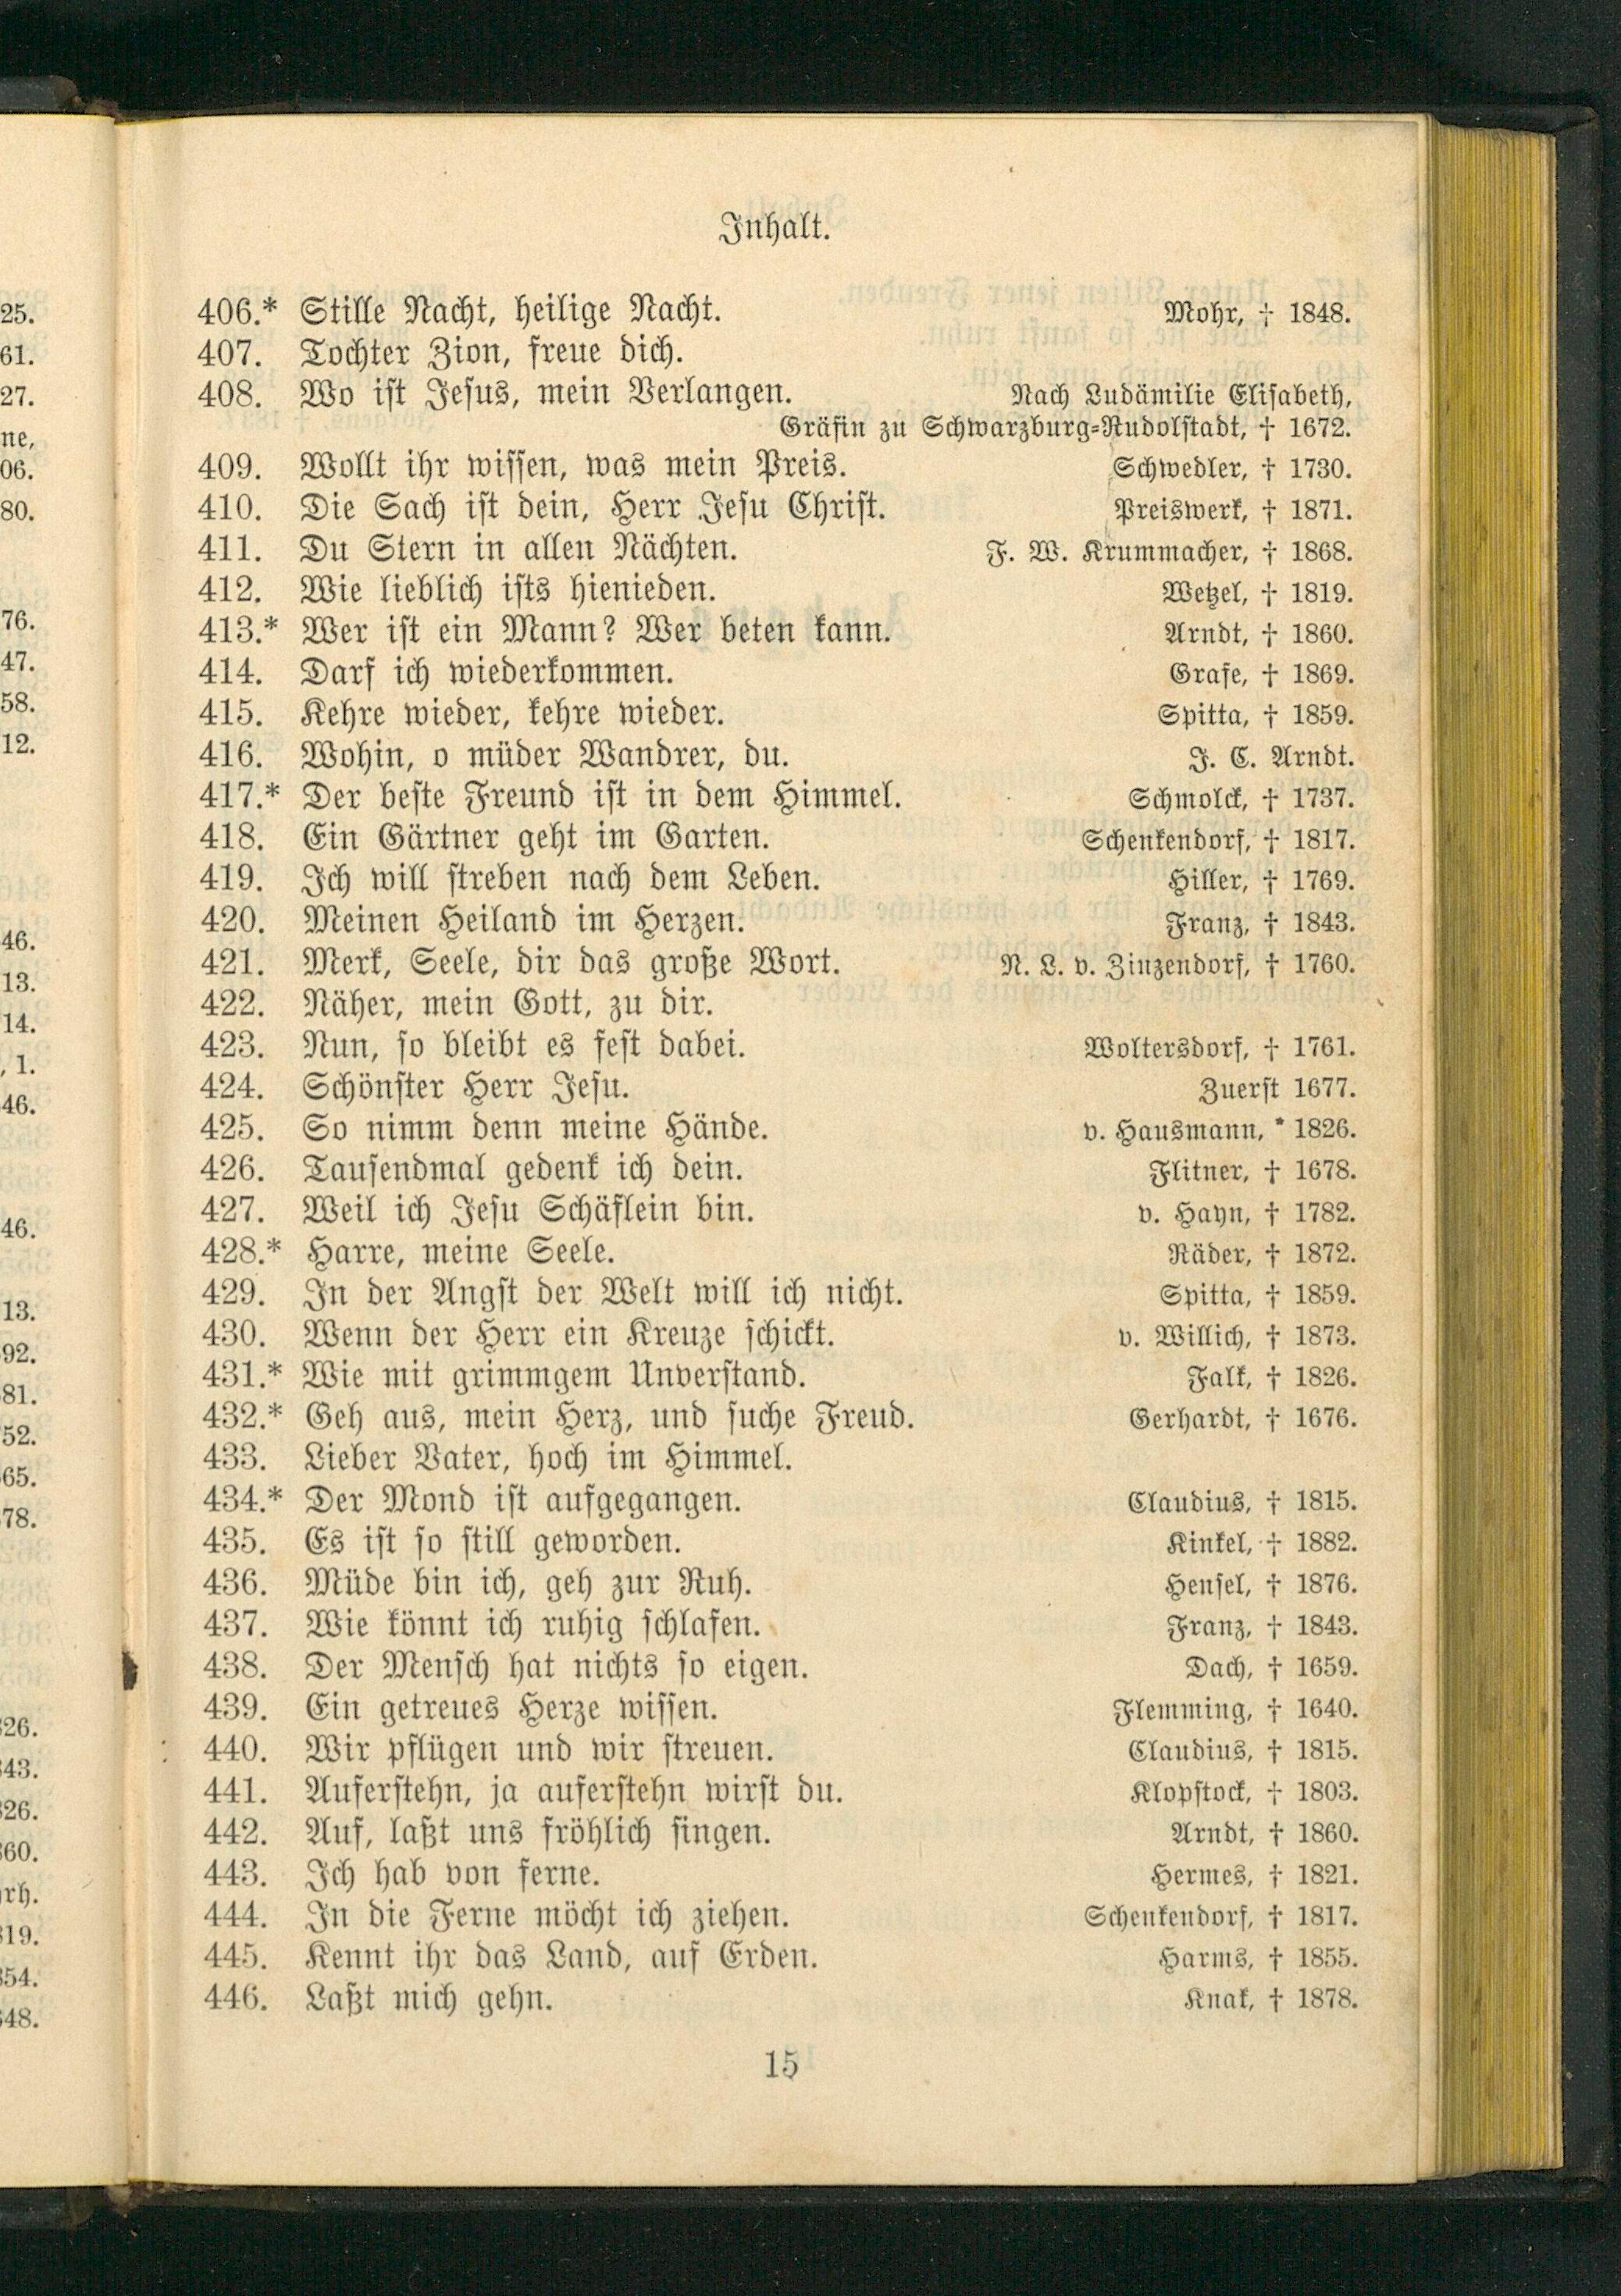 Inhalt.
406.* Stille Nacht, heilige Nacht. Mohr, † 1848.
407. Tochter Zion, freue dich.
408. Wo ist Jesus, mein Verlangen. Nach Ludämilie Elisabeth,
Gräfin zu Schwarzburg-Rudolstadt, † 1672.
409. Wollt ihr wissen, was mein Preis. Schwedler, † 1730.
410. Die Sach ist dein, Herr Jesu Christ. Preiswerk, † 1871.
411. Du Stern in allen Nächten. F. W. Krummacher, † 1868.
412. Wie lieblich ists hienieden. Wetzel, † 1819.
413.* Wer ist ein Mann? Wer beten kann. Arndt, † 1860.
414. Darf ich wiederkommen. Grafe, † 1869.
415. Kehre wieder, kehre wieder. Spitta, † 1859.
416. Wohin, o müder Wandrer, du. J. C. Arndt.
417.* Der beste Freund ist in dem Himmel. Schmolck, † 1737.
418. Ein Gärtner geht im Garten. Schenkendorf, † 1817.
419. Ich will streben nach dem Leben. Hiller, † 1769.
420. Meinen Heiland im Herzen. Franz, † 1843.
421. Merk, Seele, dir das große Wort. N. L. v. Zinzendorf, † 1760.
422. Näher, mein Gott, zu dir.
423. Nun, so bleibt es fest dabei. Woltersdorf, † 1761.
424. Schönster Herr Jesu. Zuerst 1677.
425. So nimm denn meine Hände. v. Hausmann, * 1826.
426. Tausendmal gedenk ich dein. Flitner, † 1678.
427. Weil ich Jesu Schäflein bin. v. Hayn, † 1782.
428.* Harre, meine Seele. Räder, † 1872.
429. In der Angst der Welt will ich nicht. Spitta, † 1859.
430. Wenn der Herr ein Kreuze schickt. v. Willich, † 1873.
431.* Wie mit grimmgem Unverstand. Falk, † 1826.
432.* Geh aus, mein Herz, und suche Freud. Gerhardt, † 1676.
433. Lieber Vater, hoch im Himmel.
434.* Der Mond ist aufgegangen. Claudius, † 1815.
435. Es ist so still geworden. Kinkel, † 1882.
436. Müde bin ich, geh zur Ruh. Hensel, † 1876.
437. Wie könnt ich ruhig schlafen. Franz, † 1843.
438. Der Mensch hat nichts so eigen. Dach, † 1659.
439. Ein getreues Herze wissen. Flemming, † 1640.
440. Wir pflügen und wir streuen. Claudius, † 1815.
441. Auferstehn, ja auferstehn wirst du. Klopstock, † 1803.
442. Auf, laßt uns fröhlich singen. Arndt, † 1860.
443. Ich hab von ferne. Hermes, † 1821.
444. In die Ferne möcht ich ziehen. Schenkendorf, † 1817.
445. Kennt ihr das Land, auf Erden. Harms, † 1855.
446. Laßt mich gehn. Knak, † 1878.
15